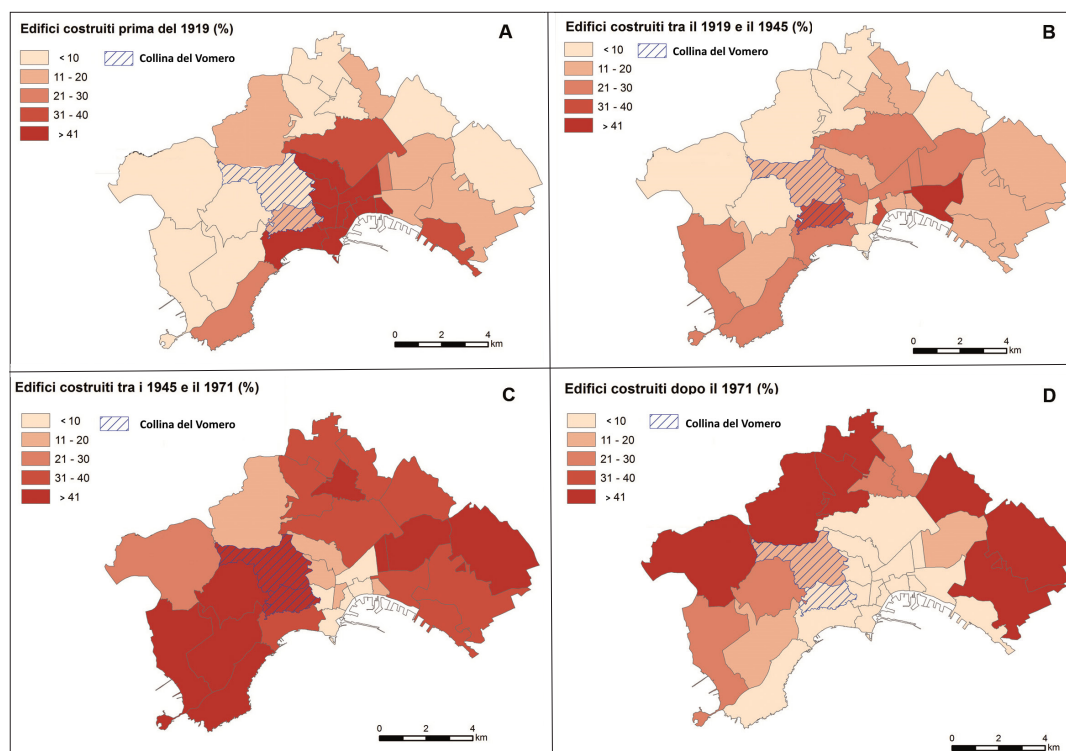 Edifici costruiti prima del 1919 (%)
A
< 10
Collina del Vomero
11 - 20
21 - 30
31 - 40
> 41
0 2 4
km
Edifici costruiti tra il 1919 e il 1945 (%)
B
< 10
Collina del Vomero
11 - 20
21 - 30
31 - 40
> 41
0 2 4
km
Edifici costruiti tra i 1945 e il 1971 (%)
C
< 10
Collina del Vomero
11 - 20
21 - 30
31 - 40
> 41
0 2 4
km
Edifici costruiti dopo il 1971 (%)
D
< 10
Collina del Vomero
11 - 20
21 - 30
31 - 40
> 41
0 2 4
km